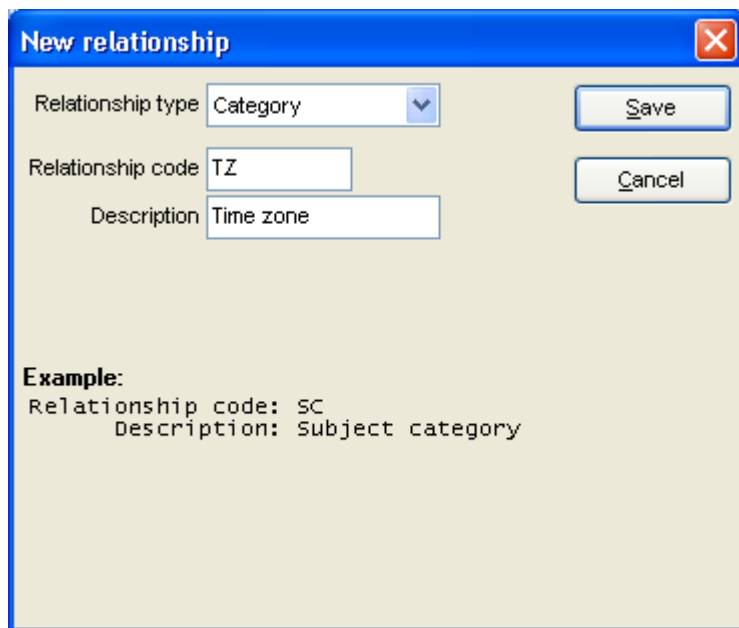 New relationship
Relationship type Category
Save
Relationship code TZ
Cancel
Description Time zone
Example:
Relationship code: SC
Description: Subject category